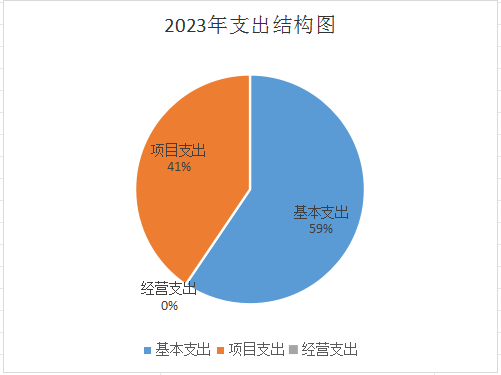 2023年支出结构图
项目支出
41%
基本支出
59%
经营支出
0%
基本支出 项目支出 经营支出